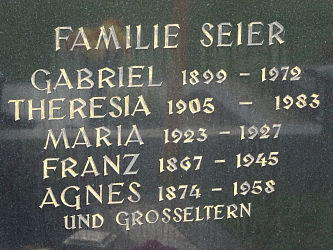 FAMILIE SEIER
GABRIEL 1899 - 1972
THERESIA 1905 - 1983
MARIA 1923 - 1927
FRANZ 1867 - 1945
AGNES 1874 - 1958
UND GROSSELTERN